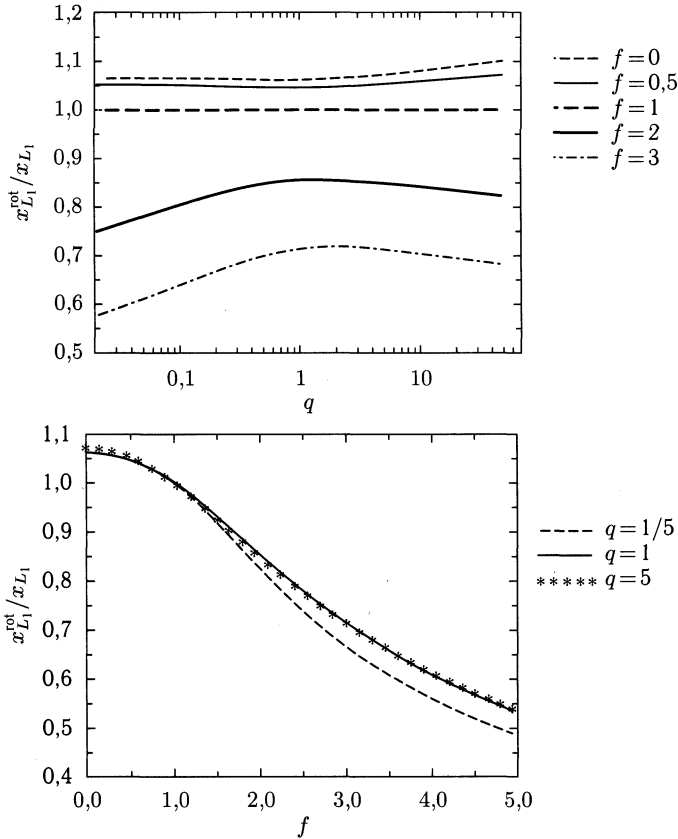 1,2
1,1
1,0
0,9
0,8
0,7
0,6
0,5
x_{L_1}^{rot}/x_{L_1}
0,1
1
10
q
f=0
f=0,5
f=1
f=2
f=3
1,1
1,0
0,9
0,8
0,7
0,6
0,5
0,4
x_{L_1}^{rot}/x_{L_1}
0,0
1,0
2,0
3,0
4,0
5,0
f
q=1/5
q=1
q=5